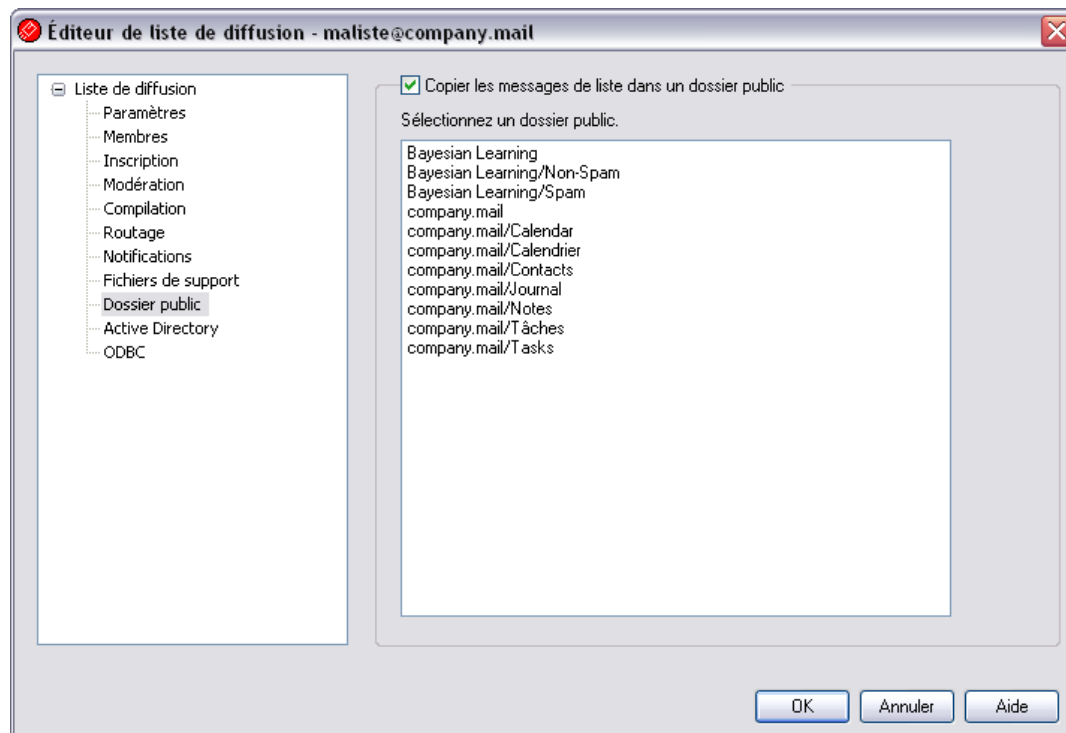 Éditeur de liste de diffusion - maliste@company.mail
Liste de diffusion
Paramètres
Membres
Inscription
Modération
Compilation
Routage
Notifications
Fichiers de support
Dossier public
Active Directory
ODBC
Copier les messages de liste dans un dossier public
Sélectionnez un dossier public.
Bayesian Learning
Bayesian Learning/Non-Spam
Bayesian Learning/Spam
company.mail
company.mail/Calendar
company.mail/Calendrier
company.mail/Contacts
company.mail/Journal
company.mail/Notes
company.mail/Tâches
company.mail/Tasks
OK
Annuler
Aide